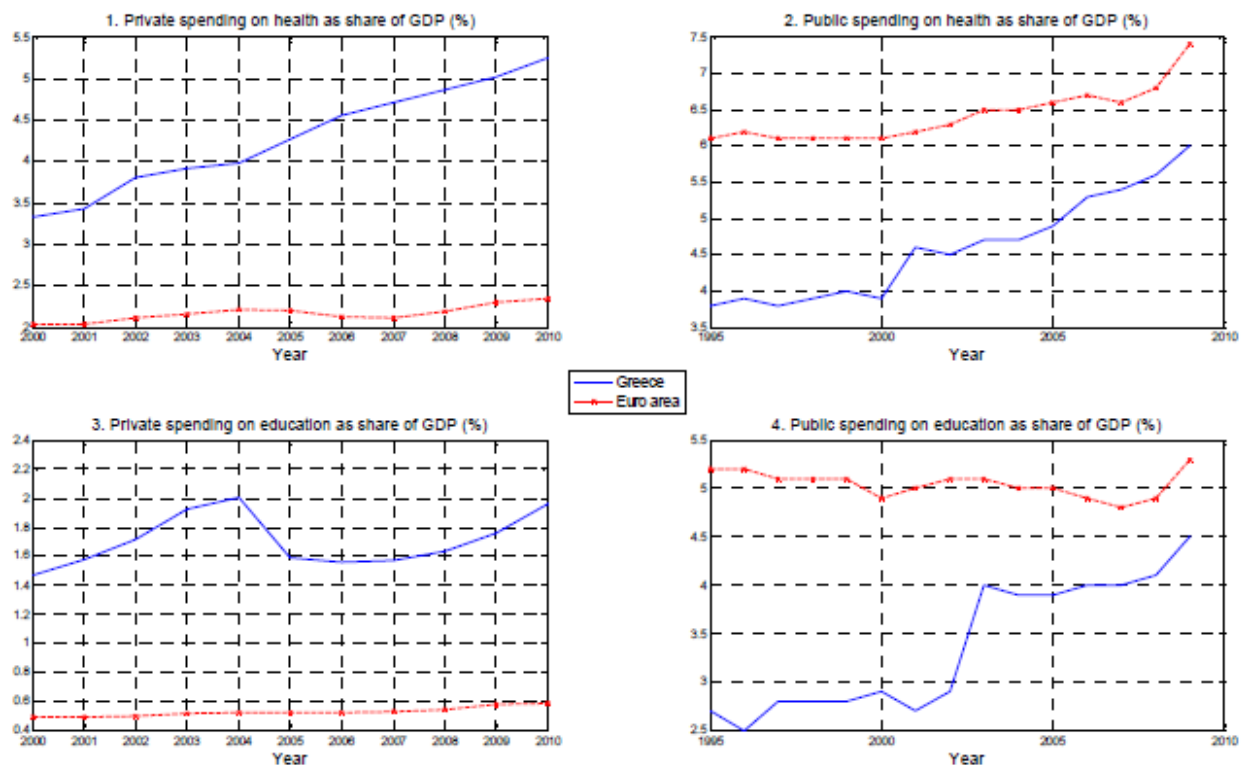 1. Private spending on health as share of GDP (%)
5.5
5
4.5
4
3.5
3
2.5
2
2000 2001 2002 2003 2004 2005 2006 2007 2008 2009 2010
Year
2. Public spending on health as share of GDP (%)
7.5
7
6.5
6
5.5
5
4.5
4
3.5
1995 2000 2005 2010
Year
Greece
Euro area
3. Private spending on education as share of GDP (%)
2.4
2.2
2
1.8
1.6
1.4
1.2
1
0.8
0.6
0.4
2000 2001 2002 2003 2004 2005 2006 2007 2008 2009 2010
Year
4. Public spending on education as share of GDP (%)
5.5
5
4.5
4
3.5
3
2.5
1995 2000 2005 2010
Year